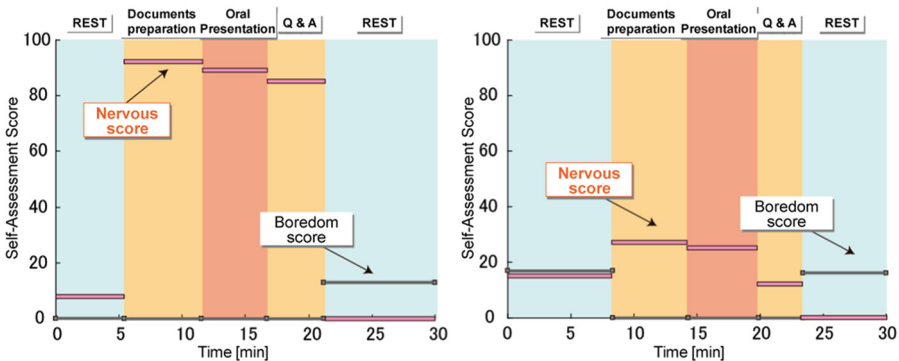 REST
Documents
preparation
Oral
Presentation
Q & A
REST
100
80
60
40
20
0
Self-Assessment Score
Nervous
score
Boredom
score
0
5
10
15
20
25
30
Time [min]
REST
Documents
preparation
Oral
Presentation
Q & A
REST
100
80
60
40
20
0
Self-Assessment Score
Nervous
score
Boredom
score
0
5
10
15
20
25
30
Time [min]